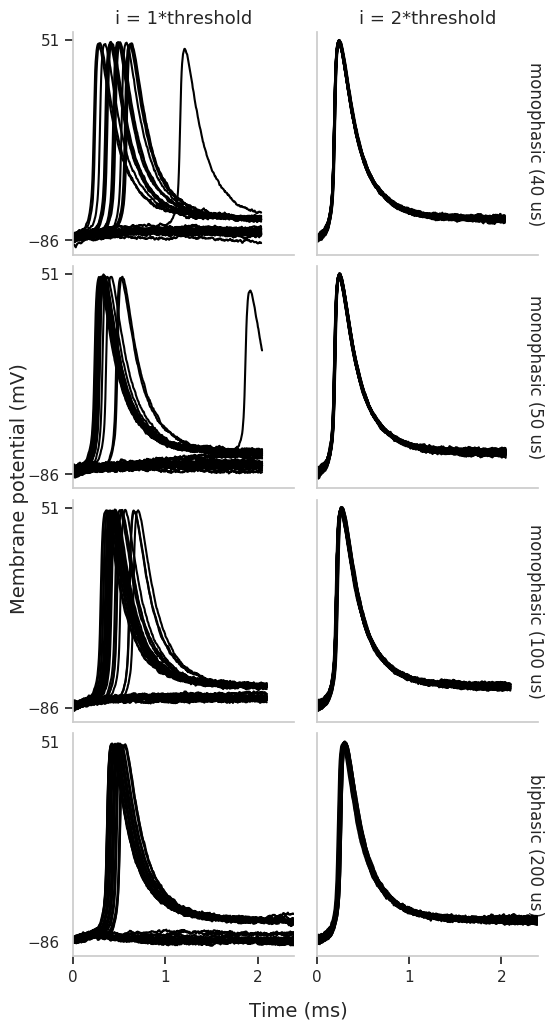 i = 1*threshold
i = 2*threshold
51
−86
monophasic (40 us)
51
−86
monophasic (50 us)
Membrane potential (mV)
51
−86
monophasic (100 us)
51
−86
biphasic (200 us)
0
1
2
0
1
2
Time (ms)